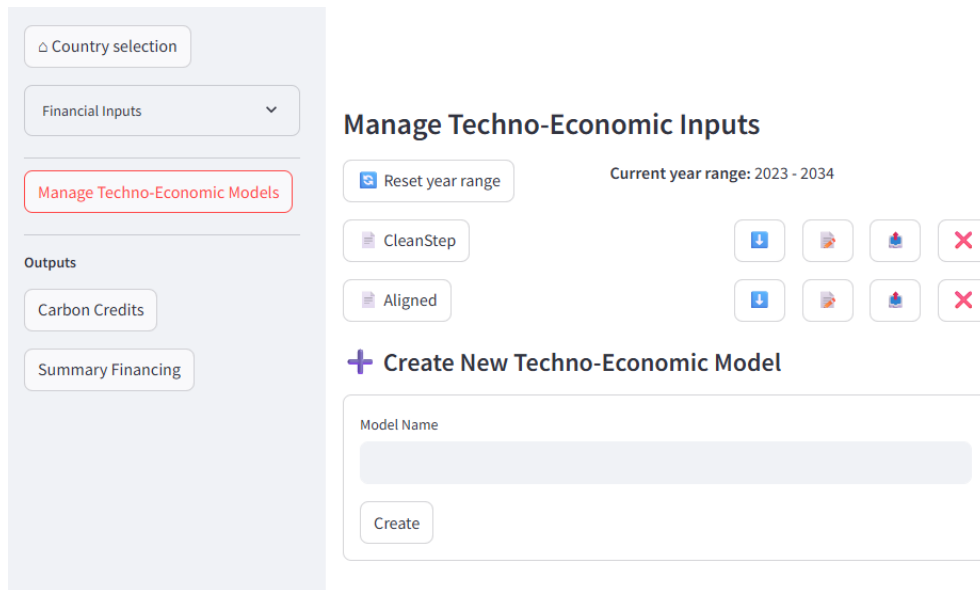 ⌂ Country selection
Financial Inputs
Manage Techno-Economic Models
Outputs
Carbon Credits
Summary Financing
Manage Techno-Economic Inputs
Reset year range
Current year range: 2023 - 2034
CleanStep
Aligned
Create New Techno-Economic Model
Model Name
Create